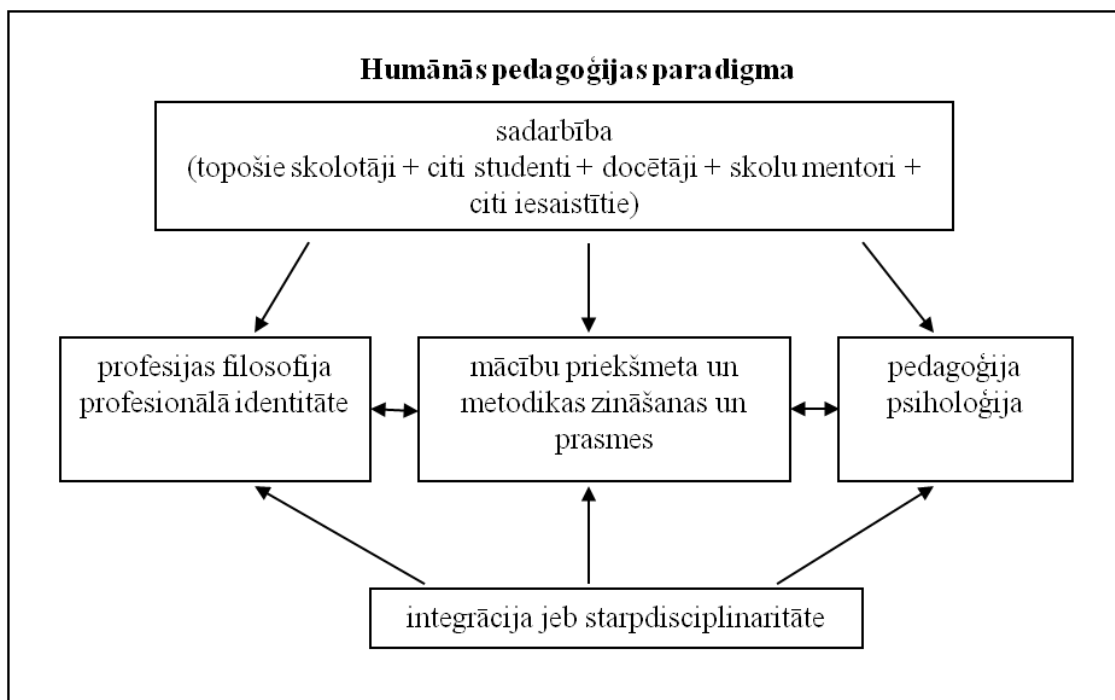 Humānās pedagoģijas paradigma
sadarbība
(topošie skolotāji + citi studenti + docētāji + skolu mentori +
citi iesaistītie)
profesijas filosofija
profesionālā identitāte
mācību priekšmeta un
metodikas zināšanas un
prasmes
pedagoģija
psiholoģija
integrācija jeb starpdisciplinaritāte